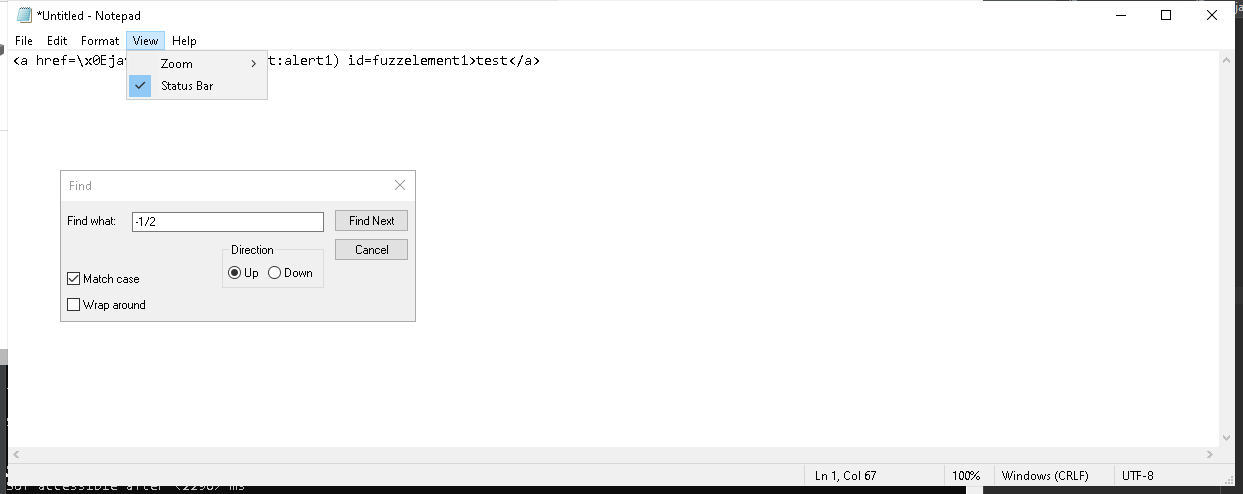 *Untitled - Notepad
File Edit Format View Help
<a href=\x0Eja t:alert1) id=fuzzelement1>test</a>
Zoom
Status Bar
Find
Find what: -1/2 Find Next
Cancel
Direction
Up Down
Match case
Wrap around
Ln 1, Col 67 100% Windows (CRLF) UTF-8